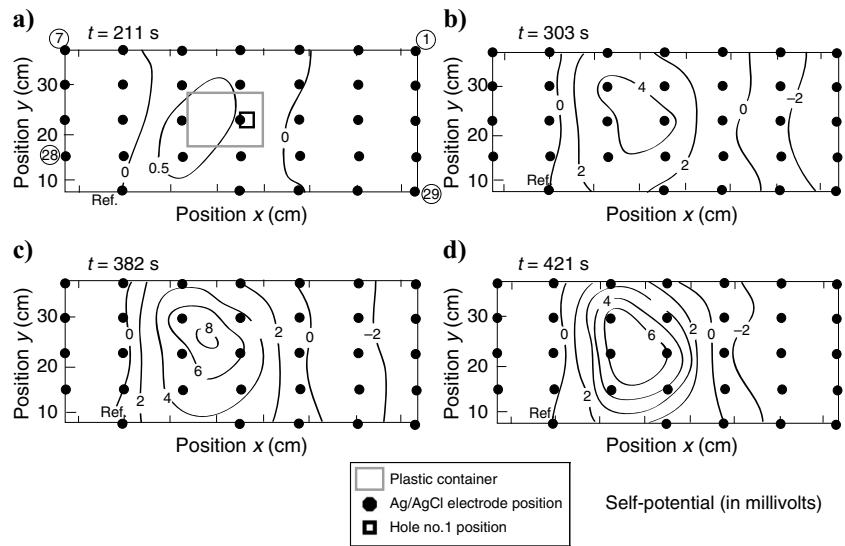 a)
t = 211 s
7
1
Position y (cm)
30
20
10
28
29
0
0.5
0
Ref.
Position x (cm)
b)
t = 303 s
Position y (cm)
30
20
10
0
2
4
2
0
−2
Ref.
Position x (cm)
c)
t = 382 s
Position y (cm)
30
20
10
0
2
4
6
8
2
0
−2
Ref.
Position x (cm)
d)
t = 421 s
Position y (cm)
30
20
10
0
2
4
6
2
0
−2
Ref.
Position x (cm)
Plastic container
Ag/AgCl electrode position
Hole no.1 position
Self-potential (in millivolts)